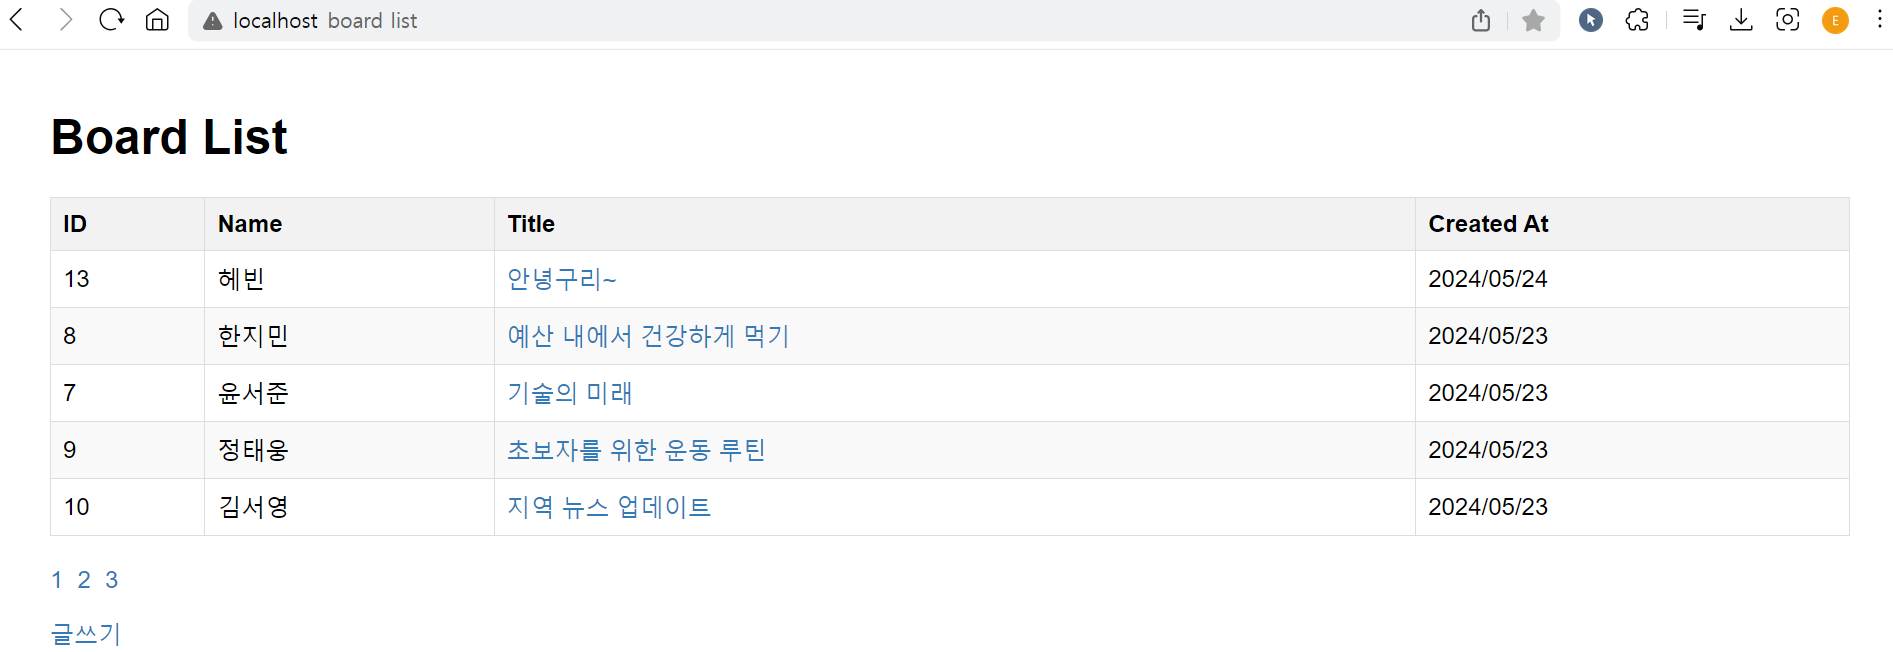 localhost board list
E
Board List
ID Name Title Created At
13 헤빈 안녕구리~ 2024/05/24
8 한지민 예산 내에서 건강하게 먹기 2024/05/23
7 윤서준 기술의 미래 2024/05/23
9 정태웅 초보자를 위한 운동 루틴 2024/05/23
10 김서영 지역 뉴스 업데이트 2024/05/23
1 2 3
글쓰기